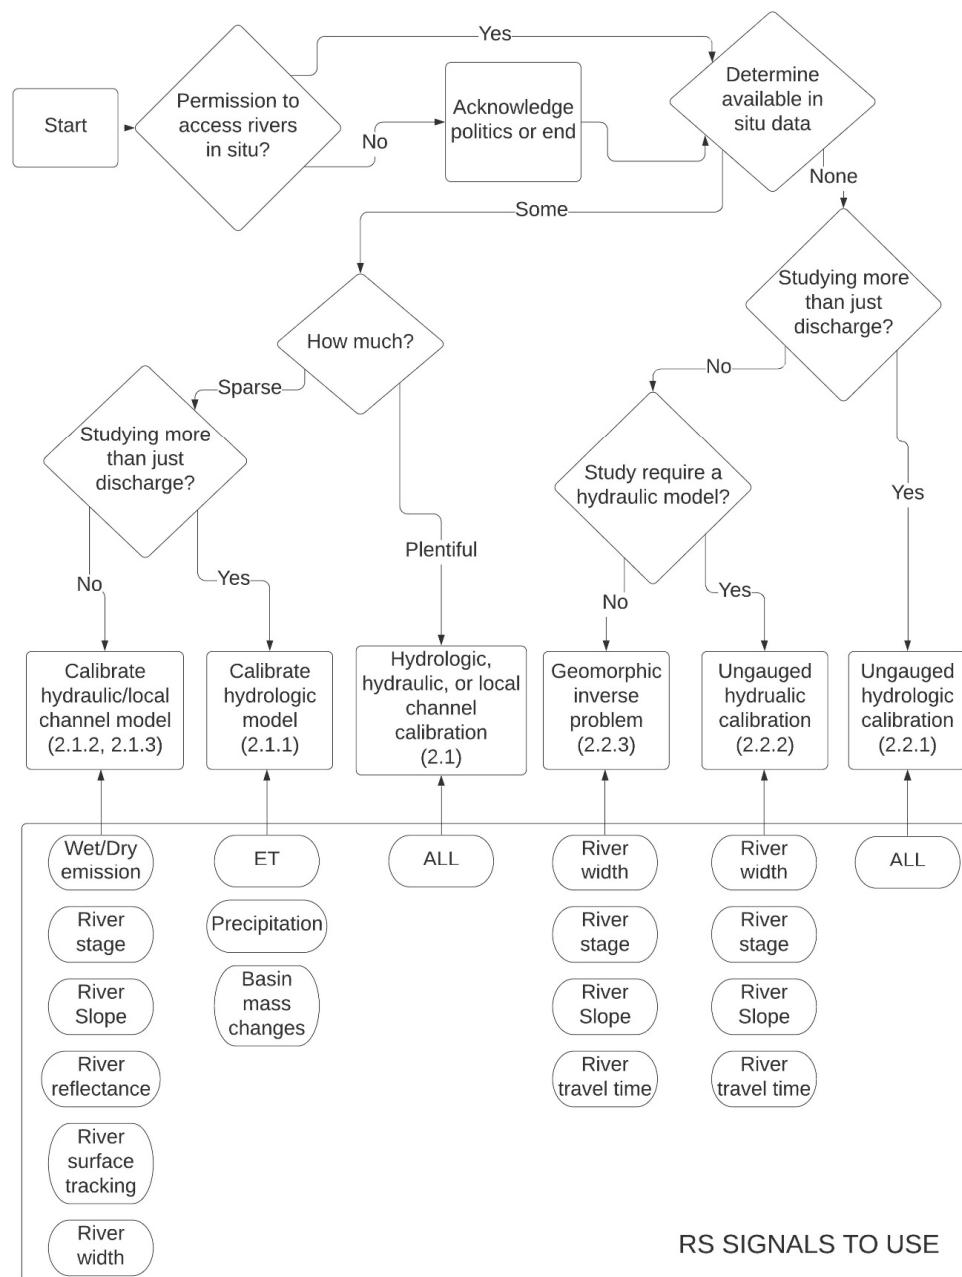 Yes
Start
Permission to
access rivers
in situ?
No
Acknowledge
politics or end
Determine
available in
situ data
None
Some
How much?
Studying more
than just
discharge?
No
Sparse
Studying more
than just
discharge?
Study require a
hydraulic model?
Yes
Plentiful
No
Yes
No
Yes
Calibrate
hydraulic/local
channel model
(2.1.2, 2.1.3)
Calibrate
hydrologic
model
(2.1.1)
Hydrologic,
hydraulic, or local
channel
calibration
(2.1)
Geomorphic
inverse
problem
(2.2.3)
Ungauged
hydrualic
calibration
(2.2.2)
Ungauged
hydrologic
calibration
(2.2.1)
Wet/Dry
emission
River
stage
River
Slope
River
reflectance
River
surface
tracking
River
width
ET
Precipitation
Basin
mass
changes
ALL
River
width
River
stage
River
Slope
River
travel time
River
width
River
stage
River
Slope
River
travel time
ALL
RS SIGNALS TO USE